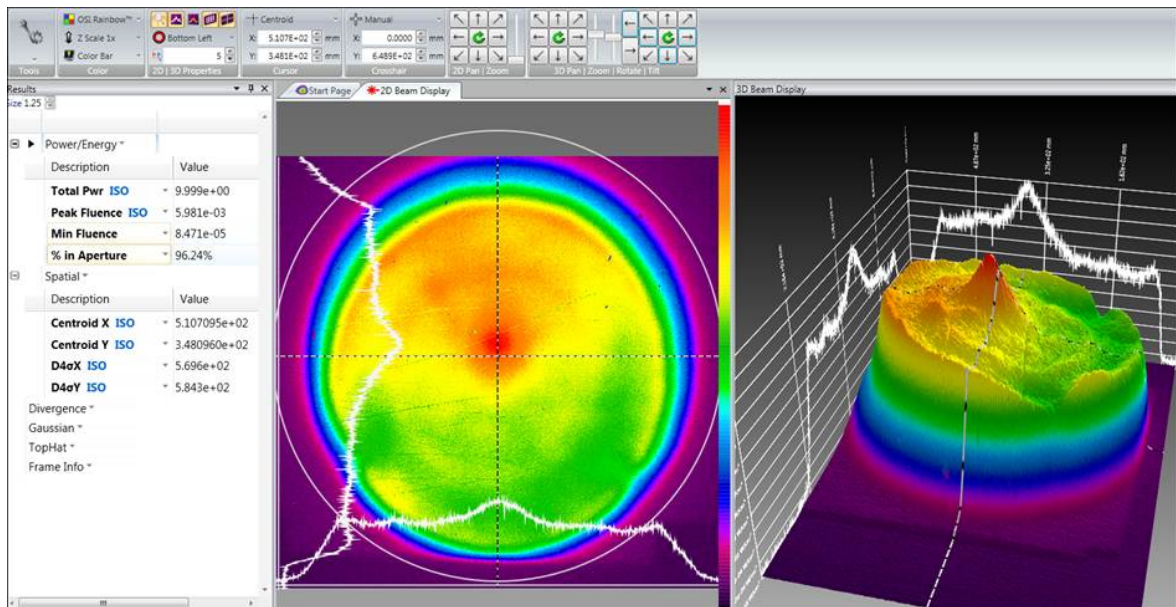 OSI Rainbow™
Centroid
Manual
Z Scale 1x
Bottom Left
X: 5.107E+02 mm
X: 0.0000 mm
Color Bar
5
Y: 3.481E+02 mm
Y: 6.489E+02 mm
Tools
Color
2D | 3D Properties
Cursor
Crosshair
2D Pan | Zoom
3D Pan | Zoom | Rotate | Tilt
Results
Start Page
2D Beam Display
3D Beam Display
Size 1.25
Power/Energy
Description Value
Total Pwr ISO 9.999e+00
Peak Fluence ISO 5.981e-03
Min Fluence 8.471e-05
% in Aperture 96.24%
Spatial
Description Value
Centroid X ISO 5.107095e+02
Centroid Y ISO 3.480960e+02
D4σX ISO 5.696e+02
D4σY ISO 5.843e+02
Divergence
Gaussian
TopHat
Frame Info